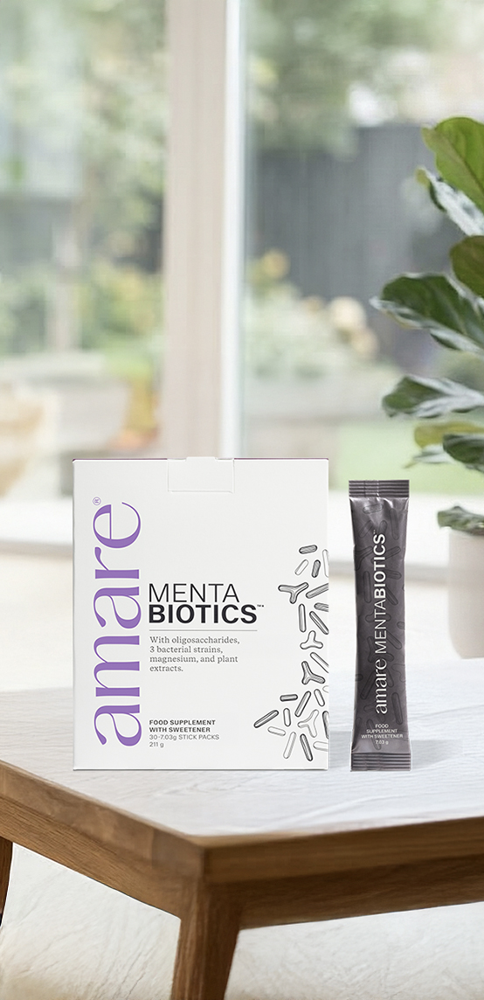 amare®
MENTA
BIOTICS™
With oligosaccharides,
3 bacterial strains,
magnesium, and plant
extracts.
FOOD SUPPLEMENT
WITH SWEETENER
30-7.03g STICK PACKS
211 g
amare MENTABIOTICS™
FOOD
SUPPLEMENT
WITH SWEETENER
7.03 g